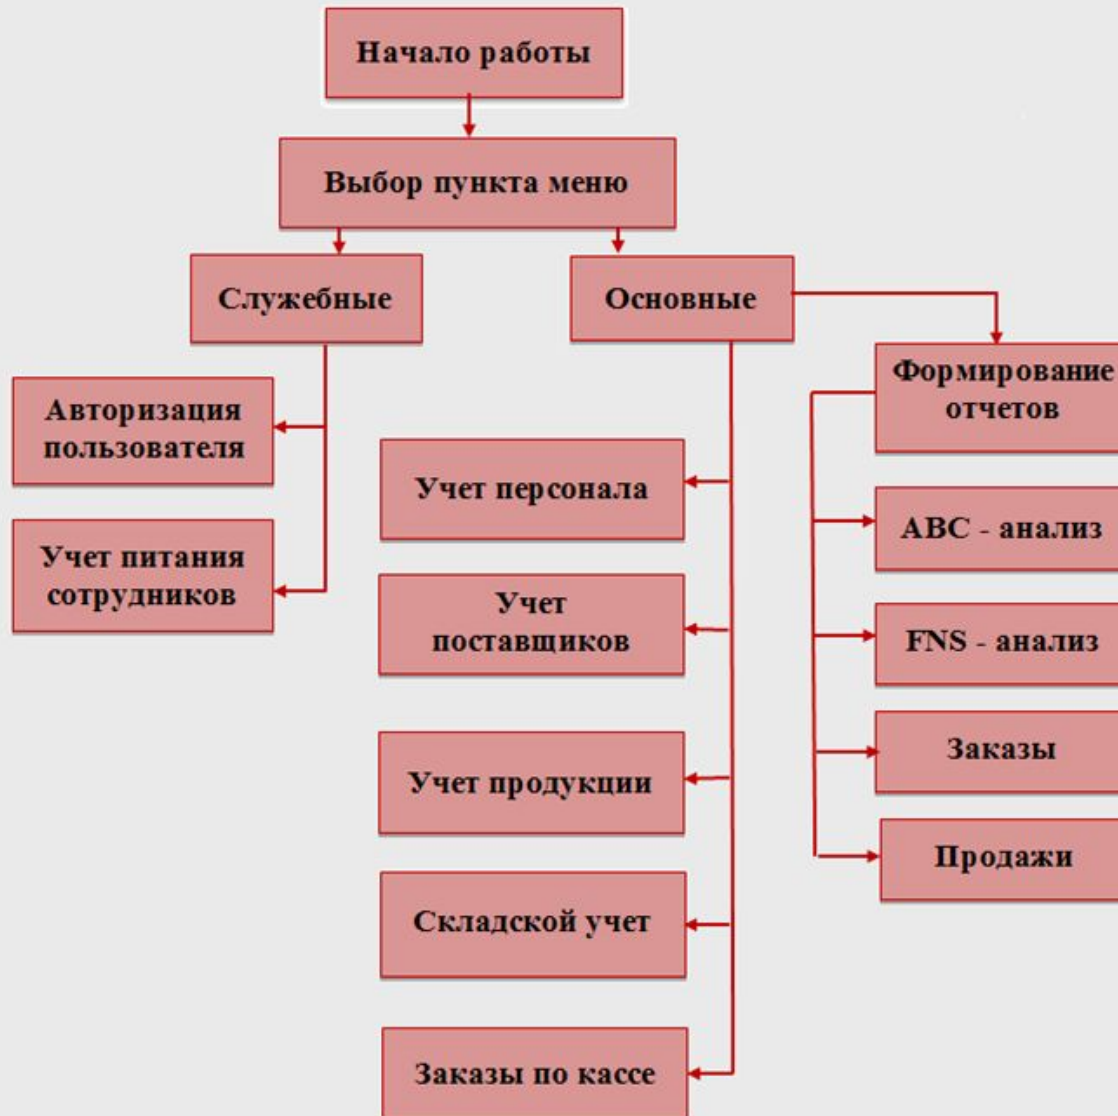 Начало работы
Выбор пункта меню
Служебные
Основные
Авторизация
пользователя
Учет питания
сотрудников
Учет персонала
Учет
поставщиков
Учет продукции
Складской учет
Заказы по кассе
Формирование
отчетов
ABC - анализ
FNS - анализ
Заказы
Продажи